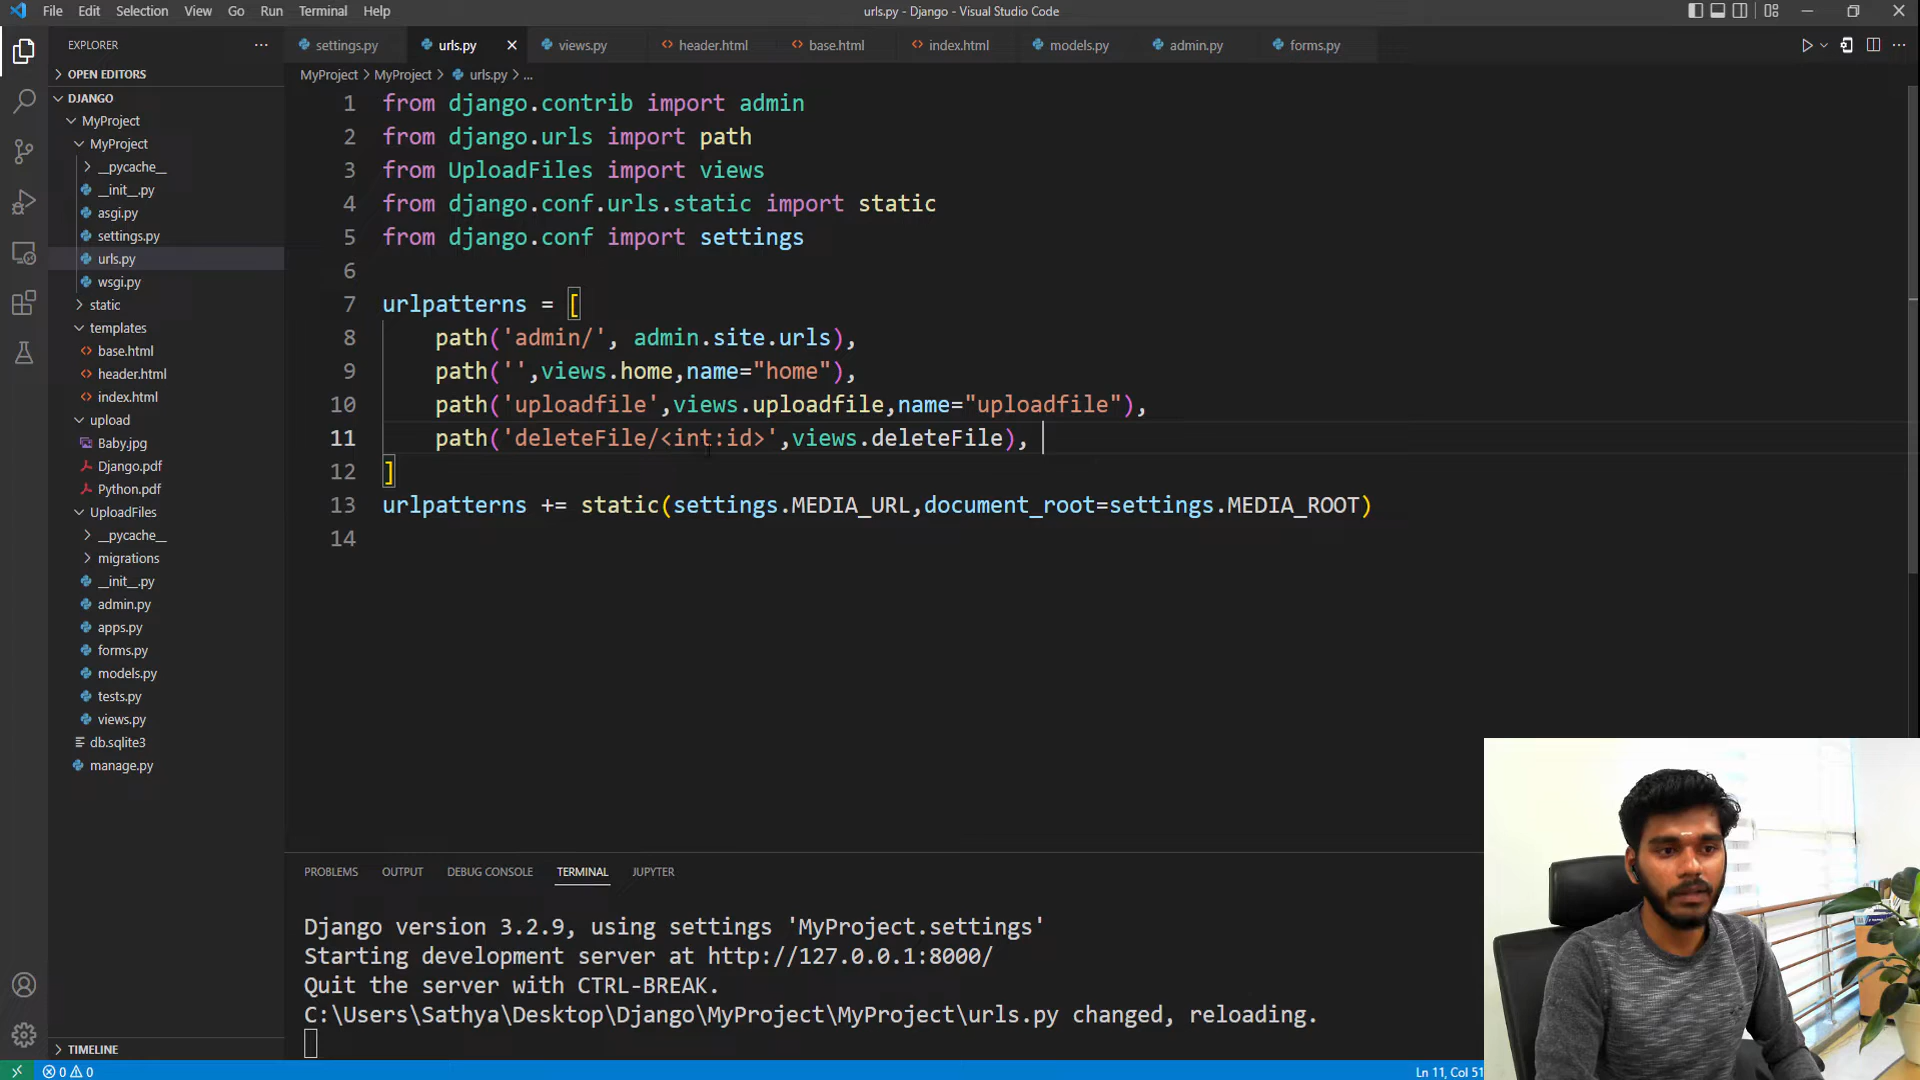 File Edit Selection View Go Run Terminal Help
urls.py - Django - Visual Studio Code
EXPLORER
settings.py urls.py views.py header.html base.html index.html models.py admin.py forms.py
OPEN EDITORS
DJANGO
MyProject
MyProject
__pycache__
__init__.py
asgi.py
settings.py
urls.py
wsgi.py
static
templates
base.html
header.html
index.html
upload
Baby.jpg
Django.pdf
Python.pdf
UploadFiles
__pycache__
migrations
__init__.py
admin.py
apps.py
forms.py
models.py
tests.py
views.py
db.sqlite3
manage.py
TIMELINE
MyProject > MyProject > urls.py > ...
1 from django.contrib import admin
2 from django.urls import path
3 from UploadFiles import views
4 from django.conf.urls.static import static
5 from django.conf import settings
6
7 urlpatterns = [
8 path('admin/', admin.site.urls),
9 path('',views.home,name="home"),
10 path('uploadfile',views.uploadfile,name="uploadfile"),
11 path('deleteFile/<int:id>',views.deleteFile),
12 ]
13 urlpatterns += static(settings.MEDIA_URL,document_root=settings.MEDIA_ROOT)
14
PROBLEMS OUTPUT DEBUG CONSOLE TERMINAL JUPYTER
Django version 3.2.9, using settings 'MyProject.settings'
Starting development server at http://127.0.0.1:8000/
Quit the server with CTRL-BREAK.
C:\Users\Sathya\Desktop\Django\MyProject\MyProject\urls.py changed, reloading.
0 0
Ln 11, Col 51